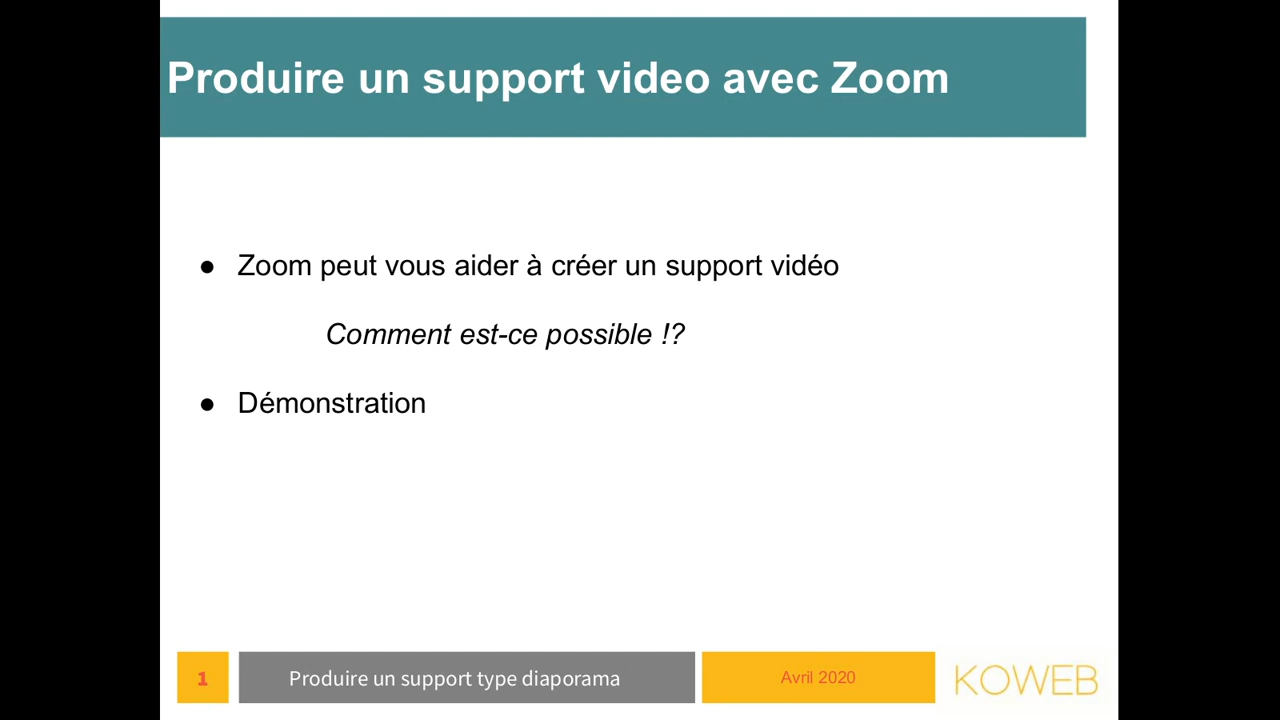 Produire un support video avec Zoom
● Zoom peut vous aider à créer un support vidéo
Comment est-ce possible !?
● Démonstration
1
Produire un support type diaporama
Avril 2020
KOWEB